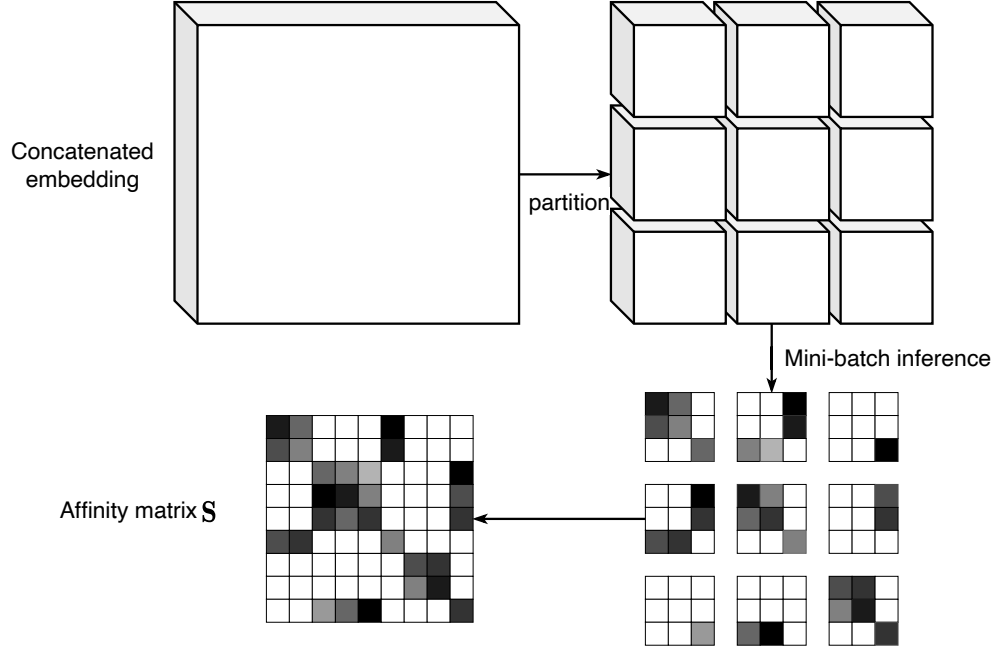 Concatenated
embedding
partition
Mini-batch inference
Affinity matrix S